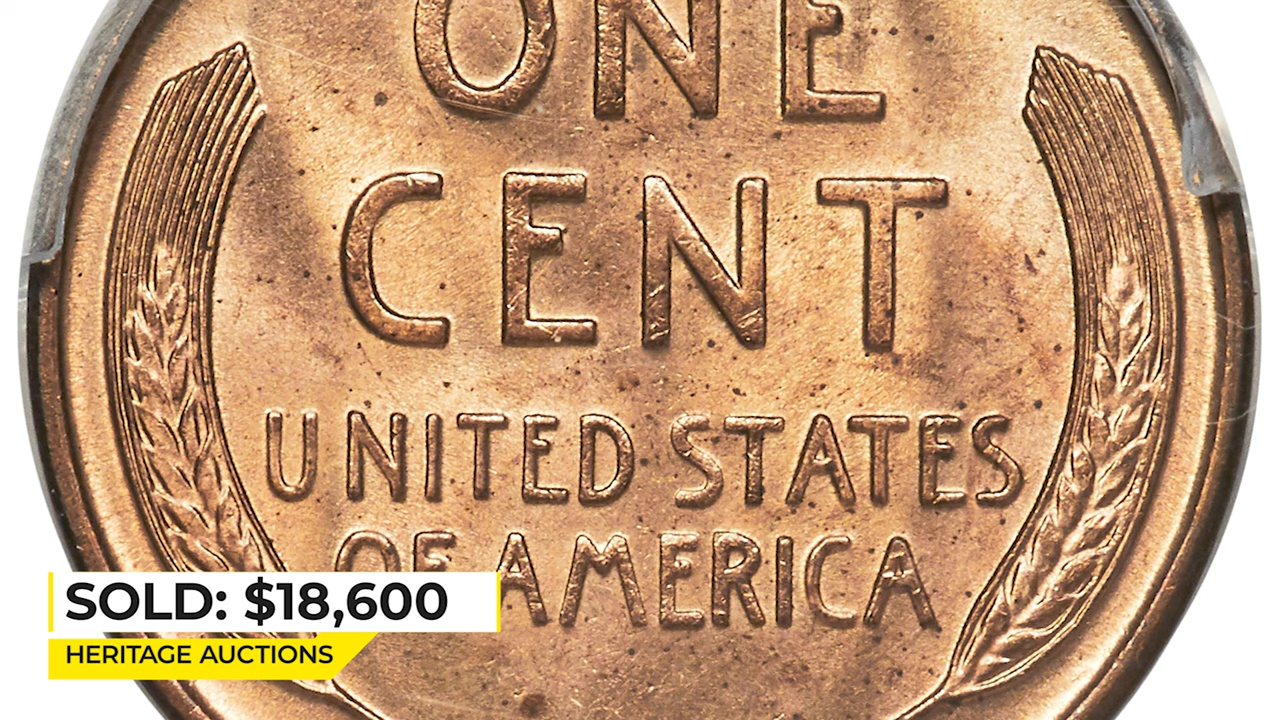 ONE
CENT
UNITED STATES
OF AMERICA
SOLD: $18,600
HERITAGE AUCTIONS